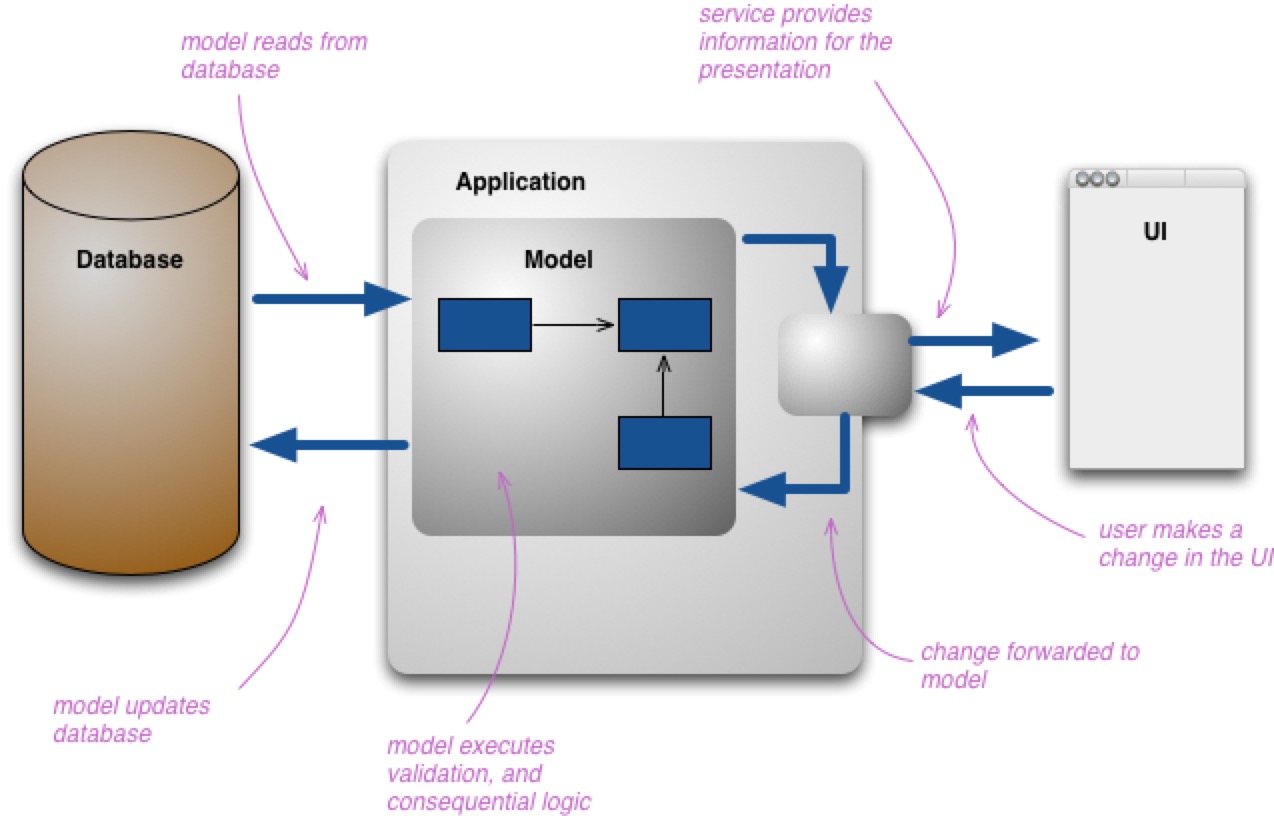 service provides
information for the
presentation
model reads from
database
Application
Database
Model
UI
user makes a
change in the UI
change forwarded to
model
model updates
database
model executes
validation, and
consequential logic